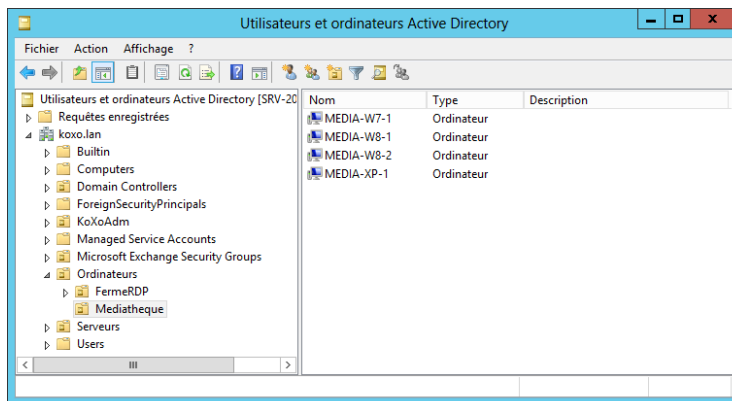 Utilisateurs et ordinateurs Active Directory
Fichier Action Affichage ?
Utilisateurs et ordinateurs Active Directory [SRV-20
Requêtes enregistrées
koxo.lan
Builtin
Computers
Domain Controllers
ForeignSecurityPrincipals
KoXoAdm
Managed Service Accounts
Microsoft Exchange Security Groups
Ordinateurs
FermeRDP
Mediatheque
Serveurs
Users
Nom Type Description
MEDIA-W7-1 Ordinateur
MEDIA-W8-1 Ordinateur
MEDIA-W8-2 Ordinateur
MEDIA-XP-1 Ordinateur